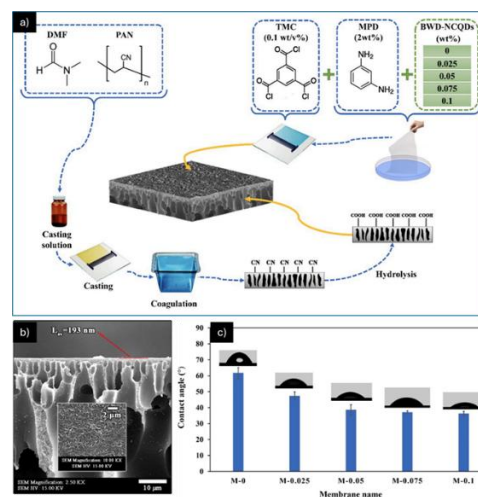 a)
DMF
PAN
TMC
(0.1 wt/v%)
MPD
(2wt%)
BWD-NCQDs
(wt%)
0
0.025
0.05
0.075
0.1
H
O
N
CN
n
O
Cl
O
Cl
O
Cl
NH2
NH2
+
+
Casting
solution
Casting
Coagulation
CN CN CN CN CN
Hydrolysis
COOH COOH COOH COOH COOH
b)
=193 nm
2 µm
SEM Magnification: 10.00 KX
SEM HV: 15.00 KV
SEM Magnification: 2.50 KX
SEM HV: 15.00 KV
10 µm
c)
Contact angle (°)
90
80
70
60
50
40
30
20
10
0
M-0
M-0.025
M-0.05
M-0.075
M-0.1
Membrane name